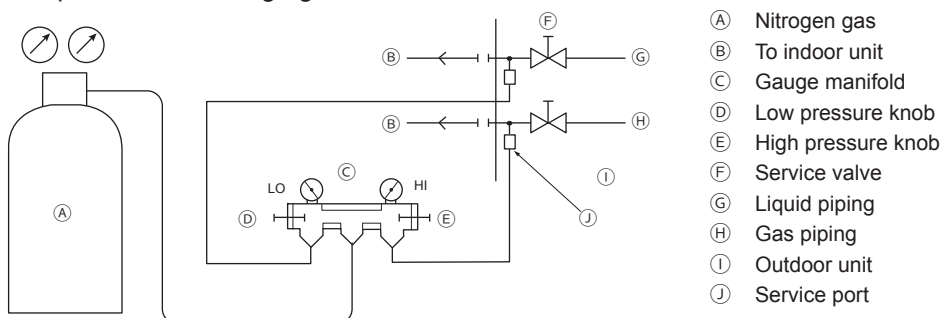 Ⓐ Nitrogen gas
Ⓑ To indoor unit
Ⓒ Gauge manifold
Ⓓ Low pressure knob
Ⓔ High pressure knob
Ⓕ Service valve
Ⓖ Liquid piping
Ⓗ Gas piping
Ⓘ Outdoor unit
Ⓙ Service port
Ⓕ
Ⓑ
Ⓖ
Ⓑ
Ⓗ
Ⓒ
Ⓘ
LO
HI
Ⓐ
Ⓓ
Ⓔ
Ⓙ